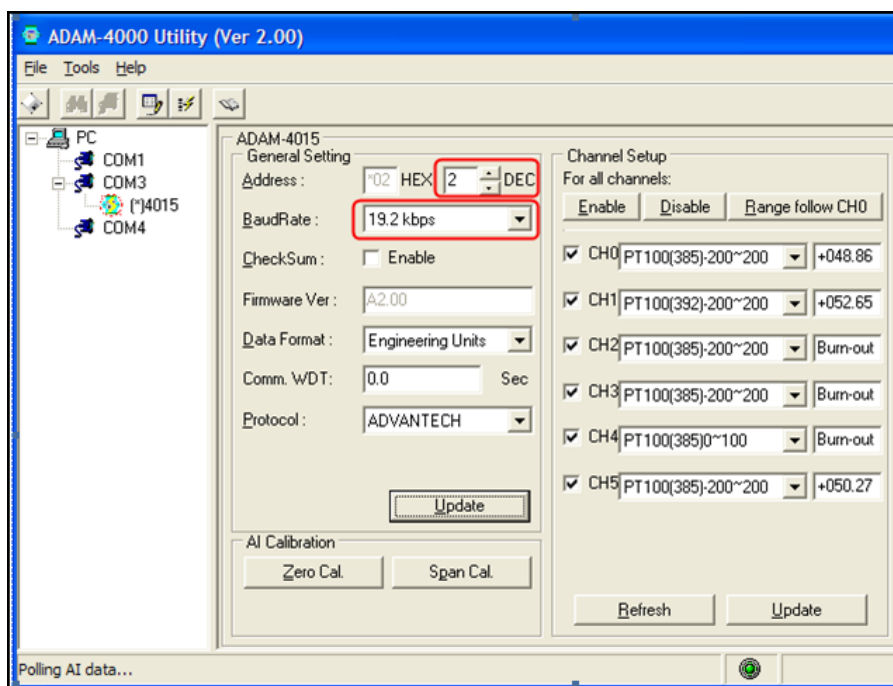 ADAM-4000 Utility (Ver 2.00)
File Tools Help
PC
COM1
COM3
(*)4015
COM4
ADAM-4015
General Setting
Address : *02 HEX 2 DEC
BaudRate : 19.2 kbps
CheckSum : Enable
Firmware Ver : A2.00
Data Format : Engineering Units
Comm. WDT: 0.0 Sec
Protocol : ADVANTECH
Update
AI Calibration
Zero Cal. Span Cal.
Channel Setup
For all channels:
Enable Disable Range follow CH0
CH0 PT100(385)-200~200 +048.86
CH1 PT100(392)-200~200 +052.65
CH2 PT100(385)-200~200 Burn-out
CH3 PT100(385)-200~200 Burn-out
CH4 PT100(385)0~100 Burn-out
CH5 PT100(385)-200~200 +050.27
Refresh Update
Polling AI data...